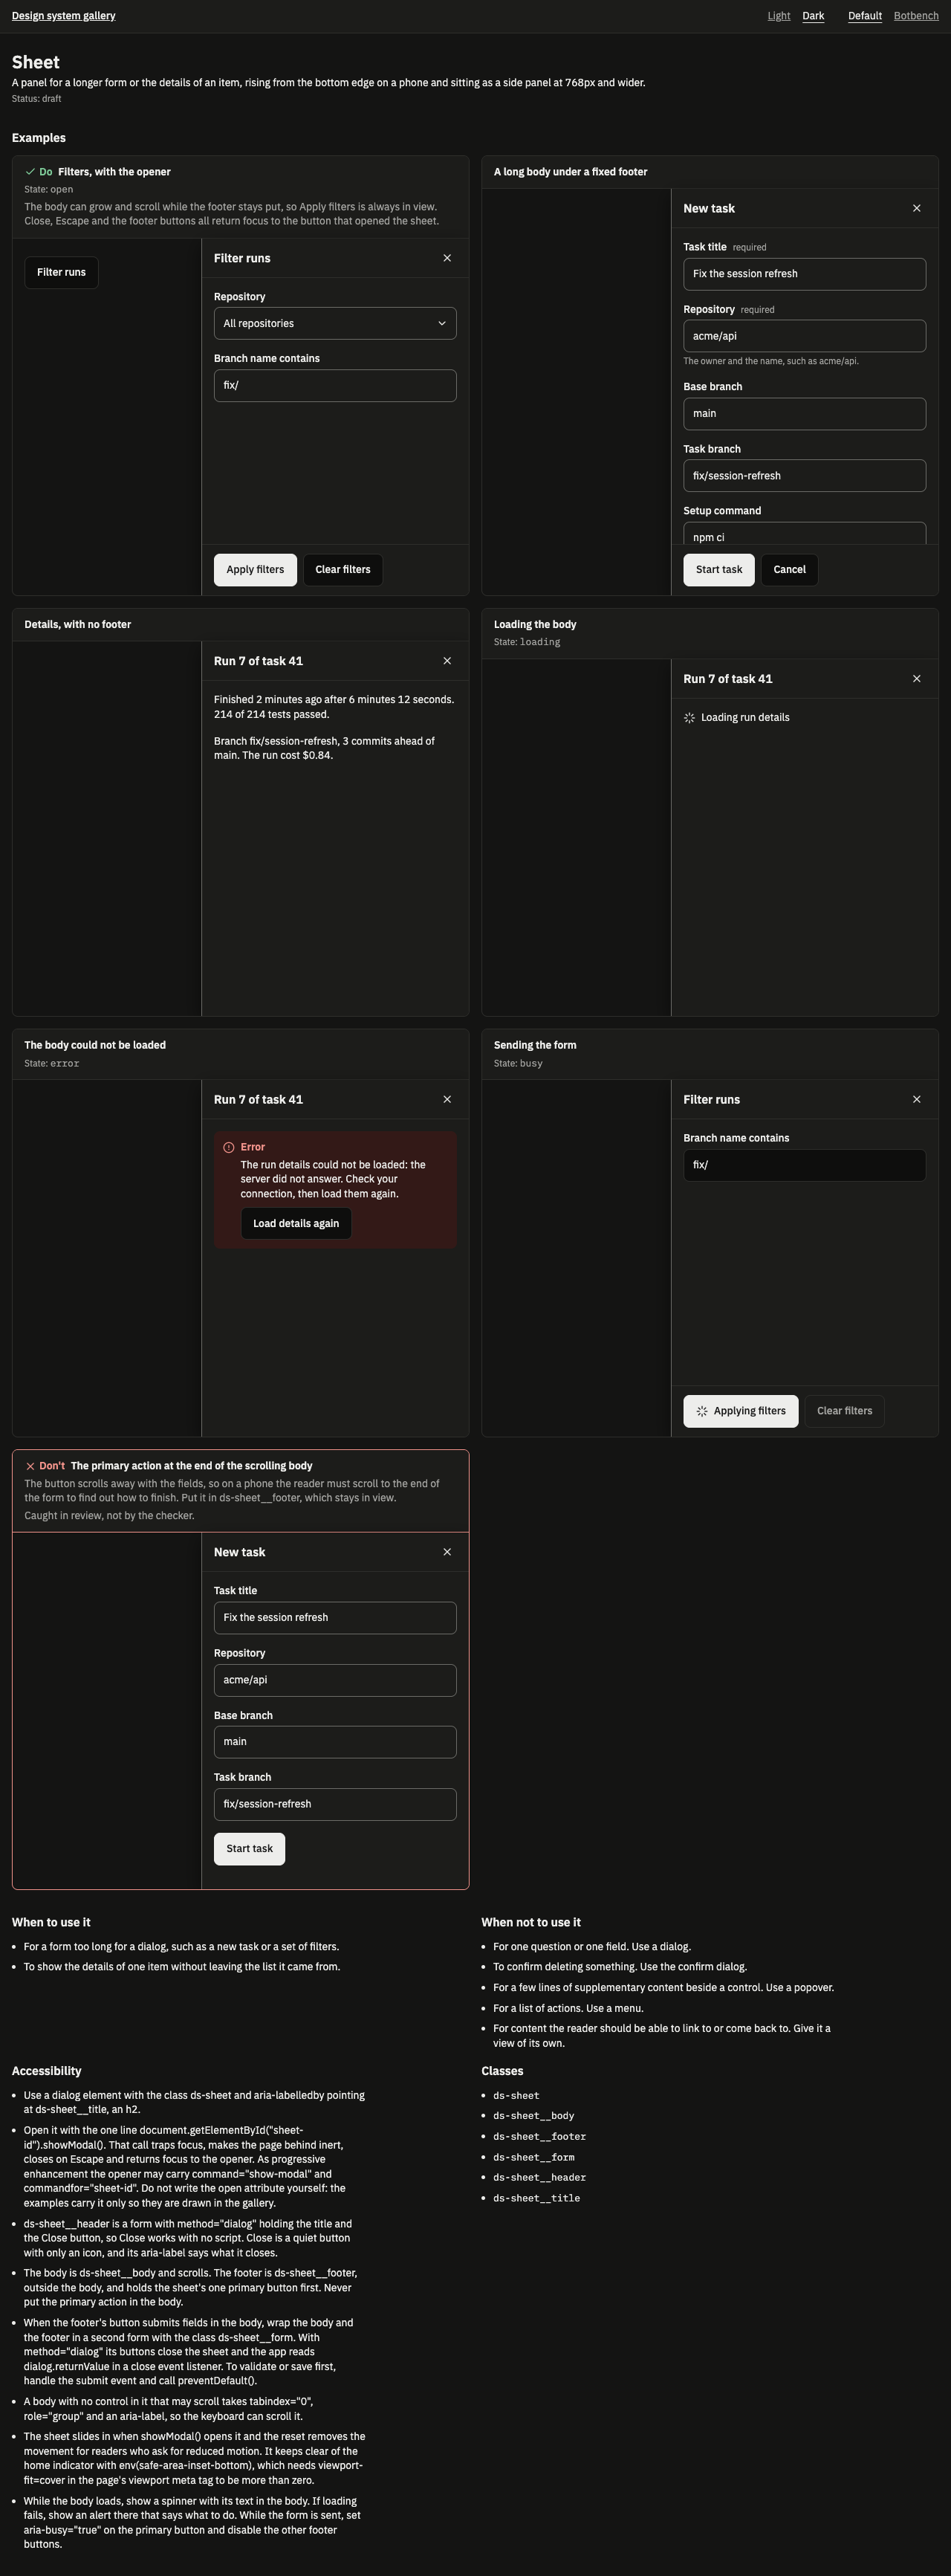 Design system gallery
Light Dark Default Botbench
Sheet
A panel for a longer form or the details of an item, rising from the bottom edge on a phone and sitting as a side panel at 768px and wider.
Status: draft
Examples
Do Filters, with the opener
State: open
The body can grow and scroll while the footer stays put, so Apply filters is always in view.
Close, Escape and the footer buttons all return focus to the button that opened the sheet.
Filter runs
Filter runs
Repository
All repositories
Branch name contains
fix/
Apply filters Clear filters
A long body under a fixed footer
New task
Task title required
Fix the session refresh
Repository required
acme/api
The owner and the name, such as acme/api.
Base branch
main
Task branch
fix/session-refresh
Setup command
npm ci
Start task Cancel
Details, with no footer
Run 7 of task 41
Finished 2 minutes ago after 6 minutes 12 seconds.
214 of 214 tests passed.
Branch fix/session-refresh, 3 commits ahead of
main. The run cost $0.84.
Loading the body
State: loading
Run 7 of task 41
Loading run details
The body could not be loaded
State: error
Run 7 of task 41
Error
The run details could not be loaded: the
server did not answer. Check your
connection, then load them again.
Load details again
Sending the form
State: busy
Filter runs
Branch name contains
fix/
Applying filters Clear filters
Don't The primary action at the end of the scrolling body
The button scrolls away with the fields, so on a phone the reader must scroll to the end of
the form to find out how to finish. Put it in ds-sheet__footer, which stays in view.
Caught in review, not by the checker.
New task
Task title
Fix the session refresh
Repository
acme/api
Base branch
main
Task branch
fix/session-refresh
Start task
When to use it
For a form too long for a dialog, such as a new task or a set of filters.
To show the details of one item without leaving the list it came from.
When not to use it
For one question or one field. Use a dialog.
To confirm deleting something. Use the confirm dialog.
For a few lines of supplementary content beside a control. Use a popover.
For a list of actions. Use a menu.
For content the reader should be able to link to or come back to. Give it a
view of its own.
Accessibility
Use a dialog element with the class ds-sheet and aria-labelledby pointing
at ds-sheet__title, an h2.
Open it with the one line document.getElementById("sheet-
id").showModal(). That call traps focus, makes the page behind inert,
closes on Escape and returns focus to the opener. As progressive
enhancement the opener may carry command="show-modal" and
commandfor="sheet-id". Do not write the open attribute yourself: the
examples carry it only so they are drawn in the gallery.
ds-sheet__header is a form with method="dialog" holding the title and
the Close button, so Close works with no script. Close is a quiet button
with only an icon, and its aria-label says what it closes.
The body is ds-sheet__body and scrolls. The footer is ds-sheet__footer,
outside the body, and holds the sheet's one primary button first. Never
put the primary action in the body.
When the footer's button submits fields in the body, wrap the body and
the footer in a second form with the class ds-sheet__form. With
method="dialog" its buttons close the sheet and the app reads
dialog.returnValue in a close event listener. To validate or save first,
handle the submit event and call preventDefault().
A body with no control in it that may scroll takes tabindex="0",
role="group" and an aria-label, so the keyboard can scroll it.
The sheet slides in when showModal() opens it and the reset removes the
movement for readers who ask for reduced motion. It keeps clear of the
home indicator with env(safe-area-inset-bottom), which needs viewport-
fit=cover in the page's viewport meta tag to be more than zero.
While the body loads, show a spinner with its text in the body. If loading
fails, show an alert there that says what to do. While the form is sent, set
aria-busy="true" on the primary button and disable the other footer
buttons.
Classes
ds-sheet
ds-sheet__body
ds-sheet__footer
ds-sheet__form
ds-sheet__header
ds-sheet__title